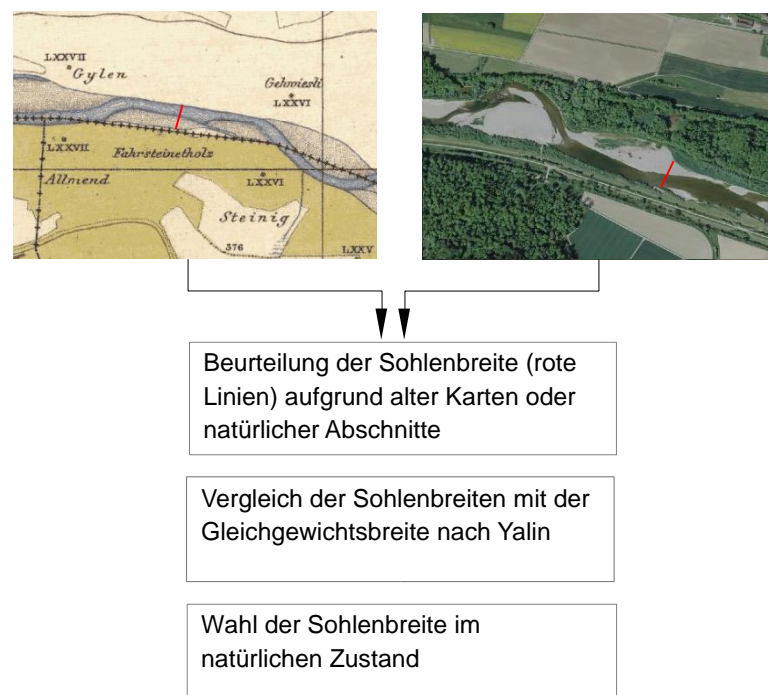 LXXVII
Gylen
Gehwiesli
LXXVI
LXXVII
Fahrsteinetholz
Allmend.
LXXVI
Steinig
376
LXXV
Beurteilung der Sohlenbreite (rote
Linien) aufgrund alter Karten oder
natürlicher Abschnitte
Vergleich der Sohlenbreiten mit der
Gleichgewichtsbreite nach Yalin
Wahl der Sohlenbreite im
natürlichen Zustand